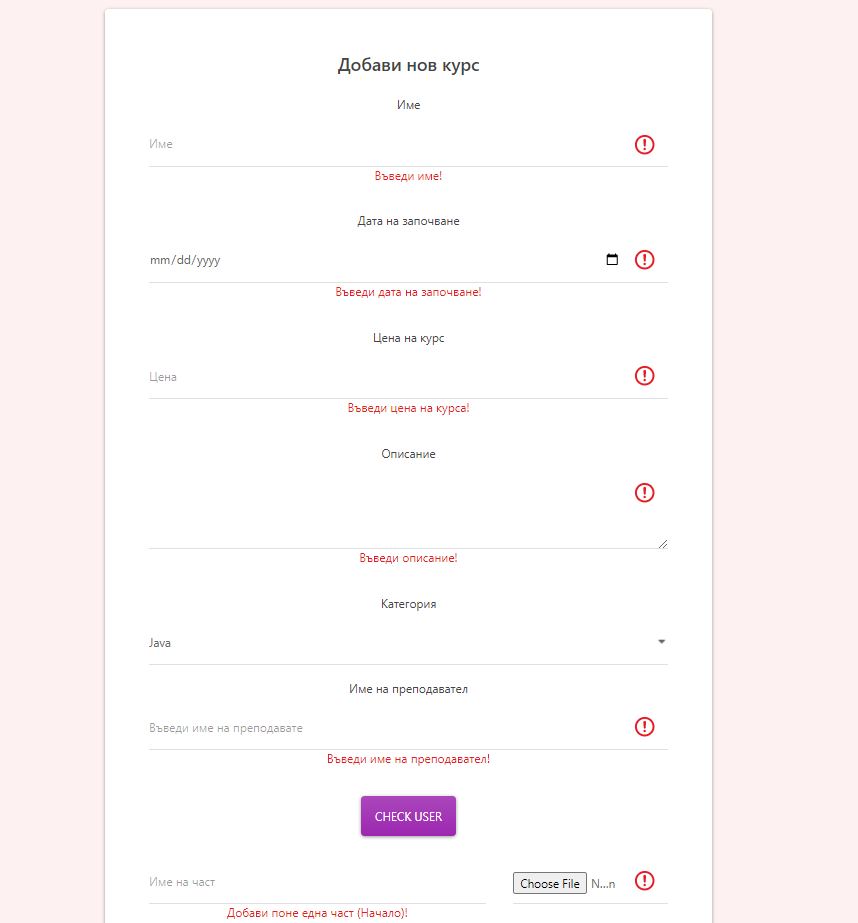 Добави нов курс
Име
Име
Въведи име!
Дата на започване
mm/dd/yyyy
Въведи дата на започване!
Цена на курс
Цена
Въведи цена на курса!
Описание
Въведи описание!
Категория
Java
Име на преподавател
Въведи име на преподавате
Въведи име на преподавател!
CHECK USER
Име на част Choose File N...n
Добави поне една част (Начало)!